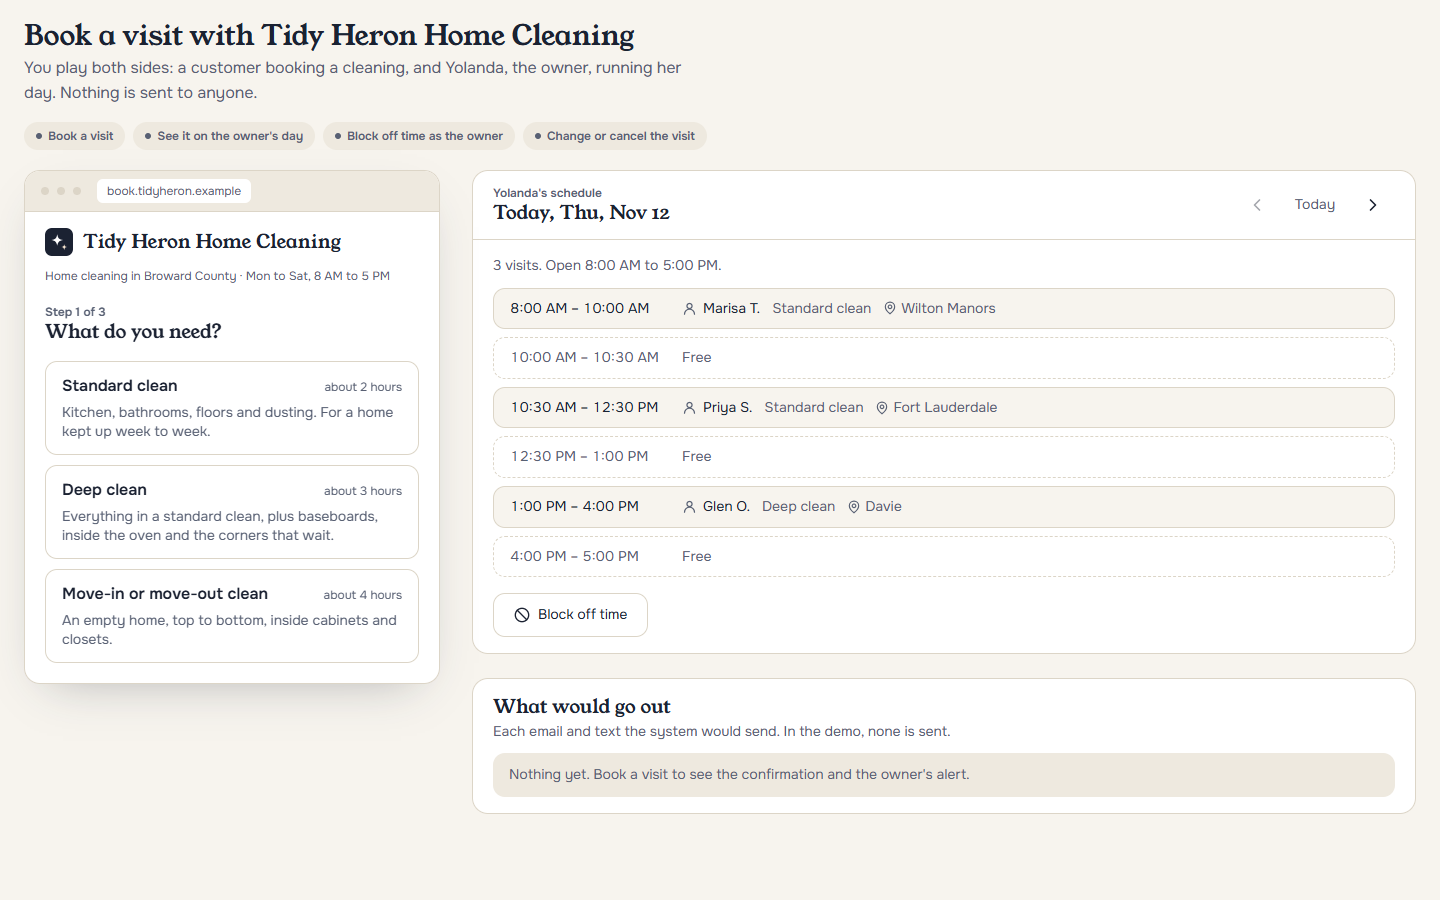 Book a visit with Tidy Heron Home Cleaning
You play both sides: a customer booking a cleaning, and Yolanda, the owner, running her
day. Nothing is sent to anyone.
Book a visit
See it on the owner's day
Block off time as the owner
Change or cancel the visit
book.tidyheron.example
Tidy Heron Home Cleaning
Home cleaning in Broward County · Mon to Sat, 8 AM to 5 PM
Step 1 of 3
What do you need?
Standard clean about 2 hours
Kitchen, bathrooms, floors and dusting. For a home
kept up week to week.
Deep clean about 3 hours
Everything in a standard clean, plus baseboards,
inside the oven and the corners that wait.
Move-in or move-out clean about 4 hours
An empty home, top to bottom, inside cabinets and
closets.
Yolanda's schedule
Today, Thu, Nov 12
Today
3 visits. Open 8:00 AM to 5:00 PM.
8:00 AM – 10:00 AM Marisa T. Standard clean Wilton Manors
10:00 AM – 10:30 AM Free
10:30 AM – 12:30 PM Priya S. Standard clean Fort Lauderdale
12:30 PM – 1:00 PM Free
1:00 PM – 4:00 PM Glen O. Deep clean Davie
4:00 PM – 5:00 PM Free
Block off time
What would go out
Each email and text the system would send. In the demo, none is sent.
Nothing yet. Book a visit to see the confirmation and the owner's alert.